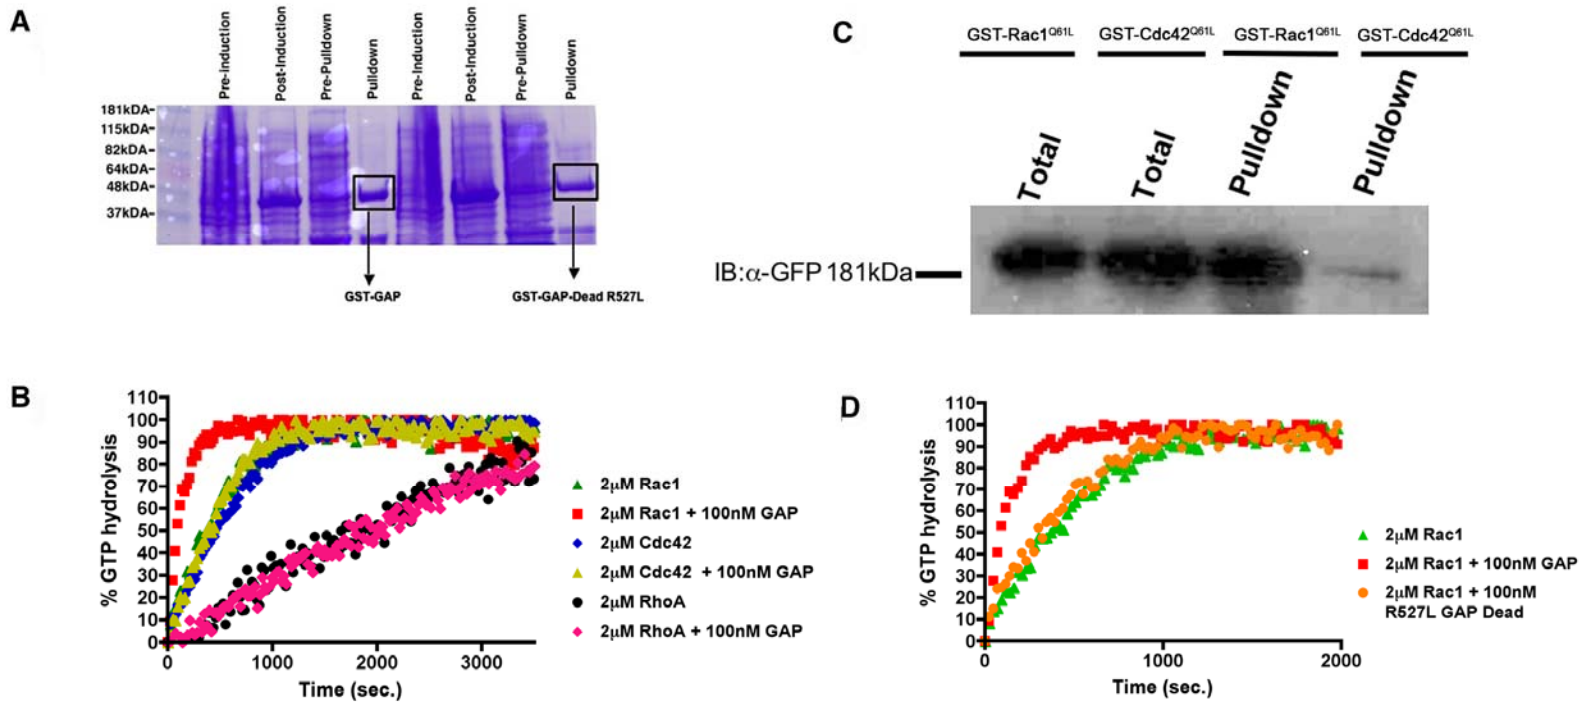 A
Pre-Induction
Post-Induction
Pre-Pulldown
Pulldown
Pre-Induction
Post-Induction
Pre-Pulldown
Pulldown
181kDA-
115kDA-
82kDA-
64kDA-
48kDA-
37kDA-
GST-GAP
GST-GAP-Dead R527L
C
GST-Rac1Q61L
GST-Cdc42Q61L
GST-Rac1Q61L
GST-Cdc42Q61L
Total
Total
Pulldown
Pulldown
IB:α-GFP 181kDa
B
% GTP hydrolysis
110
100
90
80
70
60
50
40
30
20
10
0
0
1000
2000
3000
Time (sec.)
2μM Rac1
2μM Rac1 + 100nM GAP
2μM Cdc42
2μM Cdc42 + 100nM GAP
2μM RhoA
2μM RhoA + 100nM GAP
D
% GTP hydrolysis
110
100
90
80
70
60
50
40
30
20
10
0
0
1000
2000
Time (sec.)
2μM Rac1
2μM Rac1 + 100nM GAP
2μM Rac1 + 100nM
R527L GAP Dead